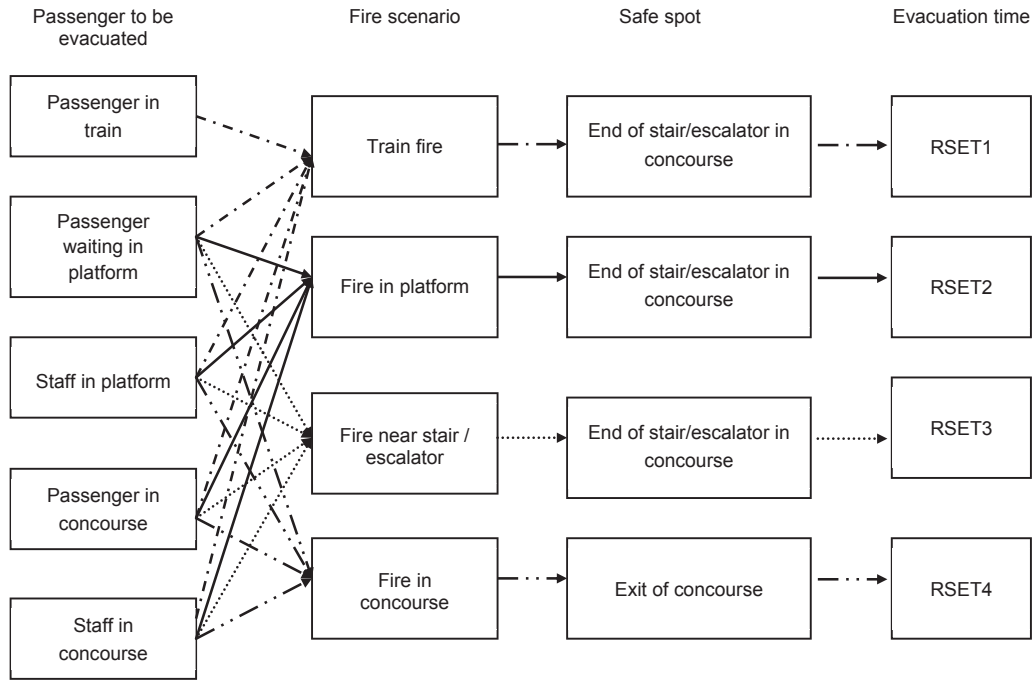 Passenger to be
evacuated
Fire scenario
Safe spot
Evacuation time
Passenger in
train
Train fire
End of stair/escalator in
concourse
RSET1
Passenger
waiting in
platform
Fire in platform
End of stair/escalator in
concourse
RSET2
Staff in platform
Fire near stair /
escalator
End of stair/escalator in
concourse
RSET3
Passenger in
concourse
Fire in
concourse
Exit of concourse
RSET4
Staff in
concourse